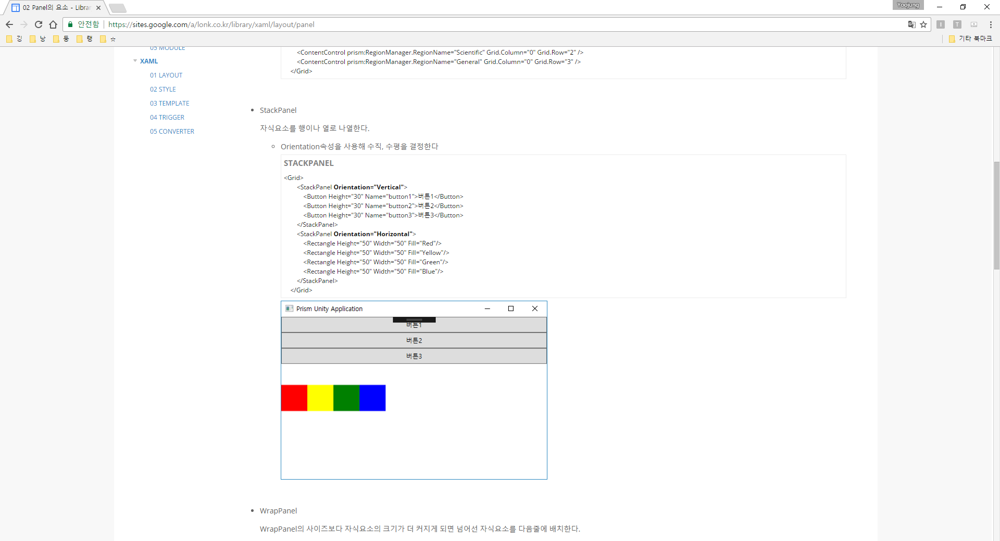 02 Panel의 요소 - Librar
Yoojung
안전함
https://sites.google.com/a/lonk.co.kr/library/xaml/layout/panel
깅
낭
둥
랭
☆
기타 북마크
05 MODULE
XAML
01 LAYOUT
02 STYLE
03 TEMPLATE
04 TRIGGER
05 CONVERTER
<ContentControl prism:RegionManager.RegionName="Scientific" Grid.Column="0" Grid.Row="2" />
<ContentControl prism:RegionManager.RegionName="General" Grid.Column="0" Grid.Row="3" />
</Grid>
StackPanel
자식요소를 행이나 열로 나열한다.
Orientation속성을 사용해 수직, 수평을 결정한다
STACKPANEL
<Grid>
<StackPanel Orientation="Vertical">
<Button Height="30" Name="button1">버튼1</Button>
<Button Height="30" Name="button2">버튼2</Button>
<Button Height="30" Name="button3">버튼3</Button>
</StackPanel>
<StackPanel Orientation="Horizontal">
<Rectangle Height="50" Width="50" Fill="Red"/>
<Rectangle Height="50" Width="50" Fill="Yellow"/>
<Rectangle Height="50" Width="50" Fill="Green"/>
<Rectangle Height="50" Width="50" Fill="Blue"/>
</StackPanel>
</Grid>
Prism Unity Application
버튼1
버튼2
버튼3
WrapPanel
WrapPanel의 사이즈보다 자식요소의 크기가 더 커지게 되면 넘어선 자식요소를 다음줄에 배치한다.